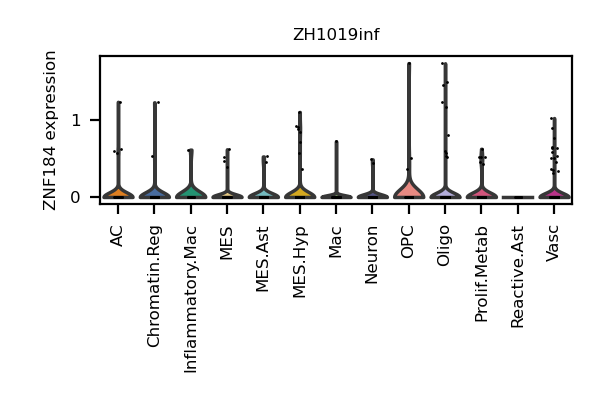 ZH1019inf
ZNF184 expression
1
0
AC
Chromatin.Reg
Inflammatory.Mac
MES
MES.Ast
MES.Hyp
Mac
Neuron
OPC
Oligo
Prolif.Metab
Reactive.Ast
Vasc